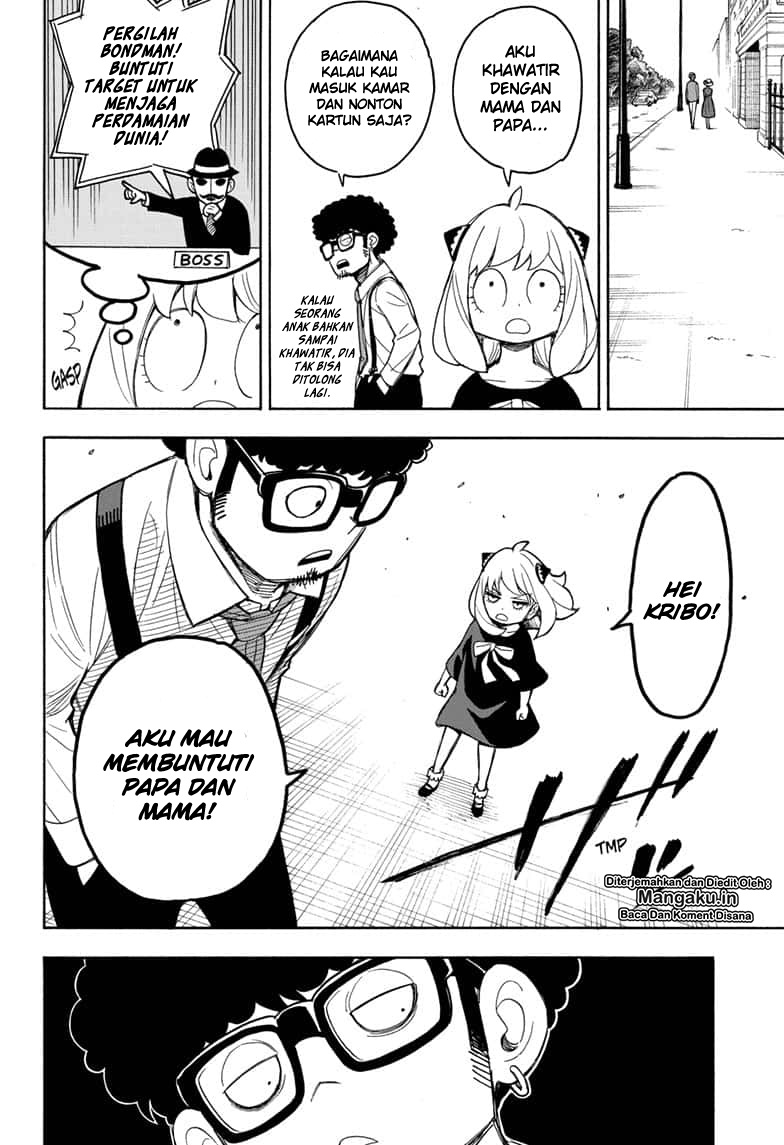 AKU
KHAWATIR
DENGAN
MAMA DAN
PAPA...
BAGAIMANA
KALAU KAU
MASUK KAMAR
DAN NONTON
KARTUN SAJA?
KALAU
SEORANG
ANAK BAHKAN
SAMPAI
KHAWATIR, DIA
TAK BISA
DITOLONG
LAGI.
PERGILAH
BONDMAN!
BUNTUTI
TARGET UNTUK
MENJAGA
PERDAMAIAN
DUNIA!
BOSS
GASP
HEI
KRIBO!
AKU MAU
MEMBUNTUTI
PAPA DAN
MAMA!
TMP
Diterjemahkan dan Diedit Oleh :
Mangaku.in
Baca Dan Koment Disana